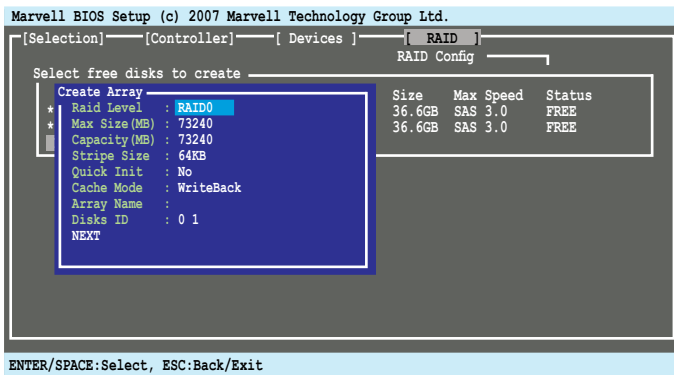 Marvell BIOS Setup (c) 2007 Marvell Technology Group Ltd.
[Selection] [Controller] [ Devices ] [ RAID ]
RAID Config
Select free disks to create
Create Array
Size Max Speed Status
* Raid Level : RAID0 36.6GB SAS 3.0 FREE
* Max Size(MB) : 73240 36.6GB SAS 3.0 FREE
Capacity(MB) : 73240
Stripe Size : 64KB
Quick Init : No
Cache Mode : WriteBack
Array Name :
Disks ID : 0 1
NEXT
ENTER/SPACE:Select, ESC:Back/Exit